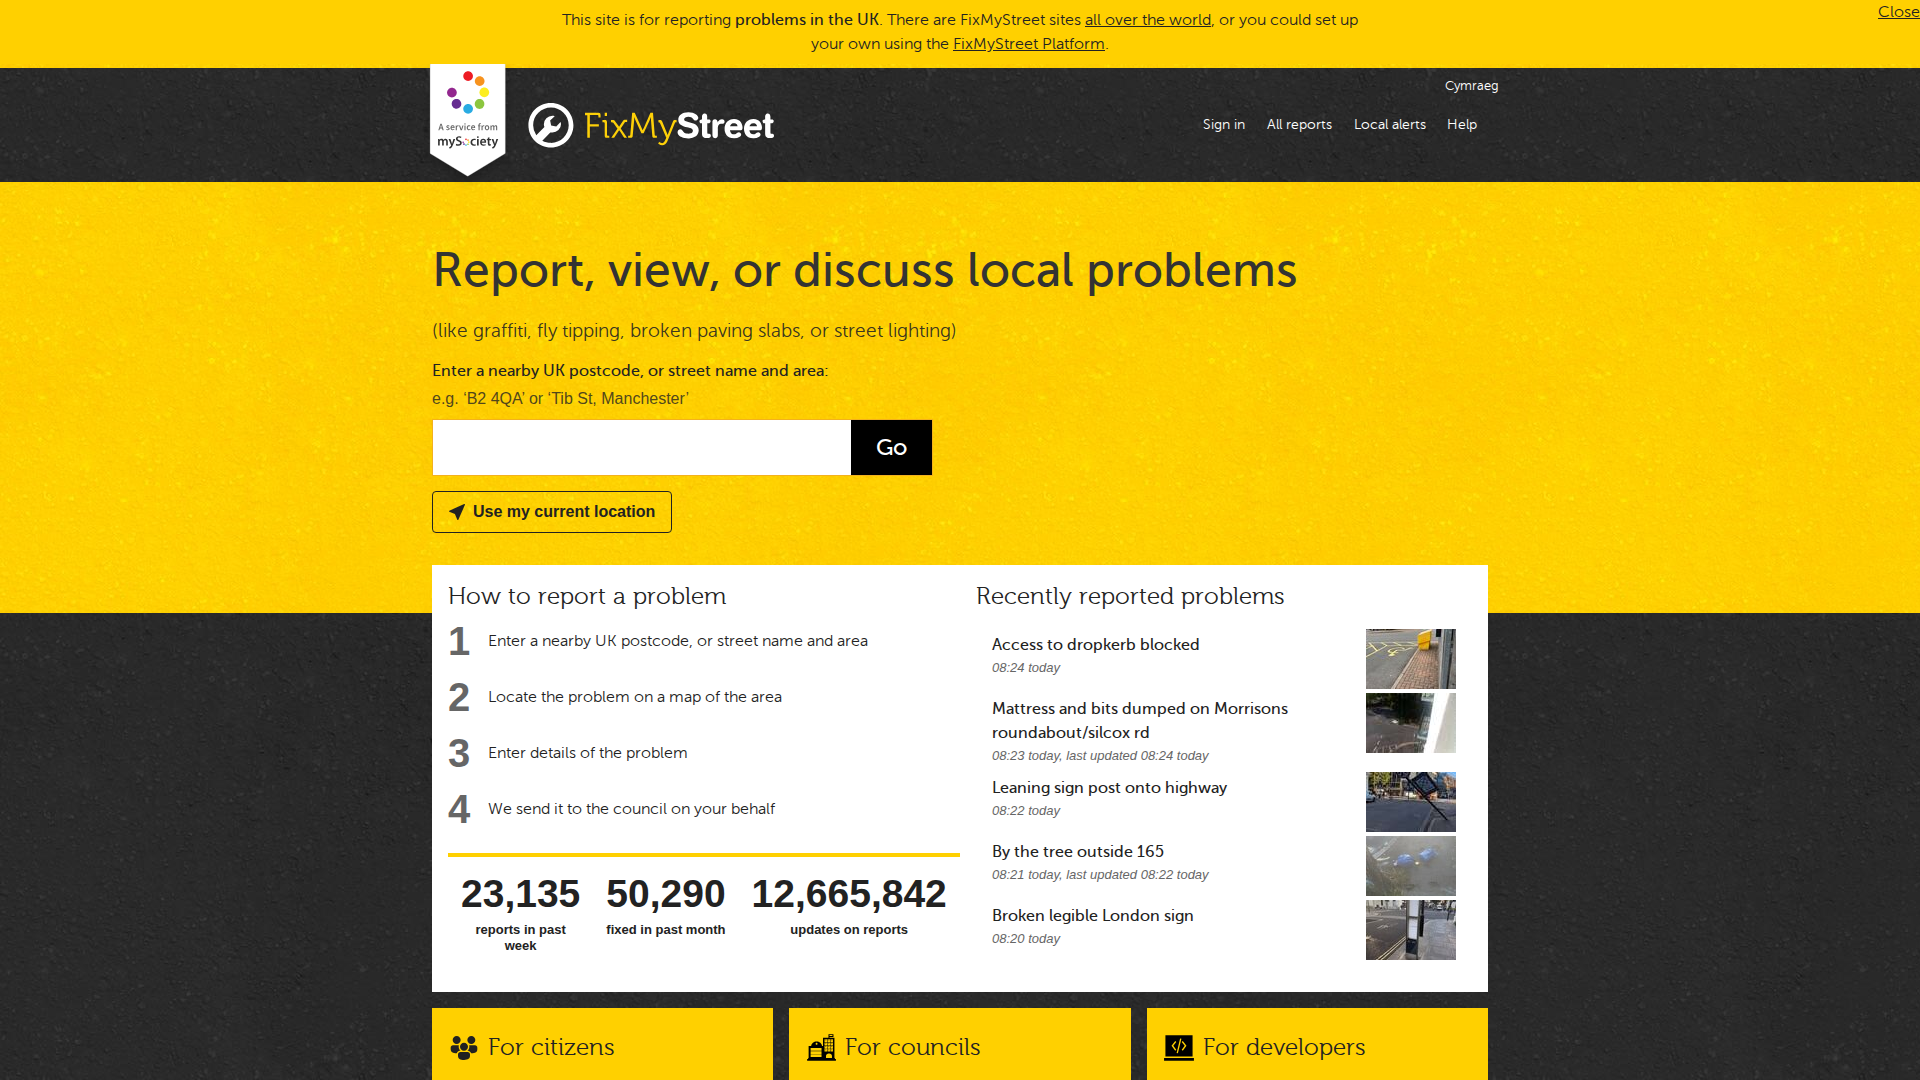 This site is for reporting problems in the UK. There are FixMyStreet sites all over the world, or you could set up
your own using the FixMyStreet Platform.
Close
A service from
mySociety
FixMyStreet
Cymraeg
Sign in
All reports
Local alerts
Help
Report, view, or discuss local problems
(like graffiti, fly tipping, broken paving slabs, or street lighting)
Enter a nearby UK postcode, or street name and area:
e.g. ‘B2 4QA’ or ‘Tib St, Manchester’
Go
Use my current location
How to report a problem
1 Enter a nearby UK postcode, or street name and area
2 Locate the problem on a map of the area
3 Enter details of the problem
4 We send it to the council on your behalf
23,135
reports in past
week
50,290
fixed in past month
12,665,842
updates on reports
Recently reported problems
Access to dropkerb blocked
08:24 today
Mattress and bits dumped on Morrisons
roundabout/silcox rd
08:23 today, last updated 08:24 today
Leaning sign post onto highway
08:22 today
By the tree outside 165
08:21 today, last updated 08:22 today
Broken legible London sign
08:20 today
For citizens
For councils
For developers